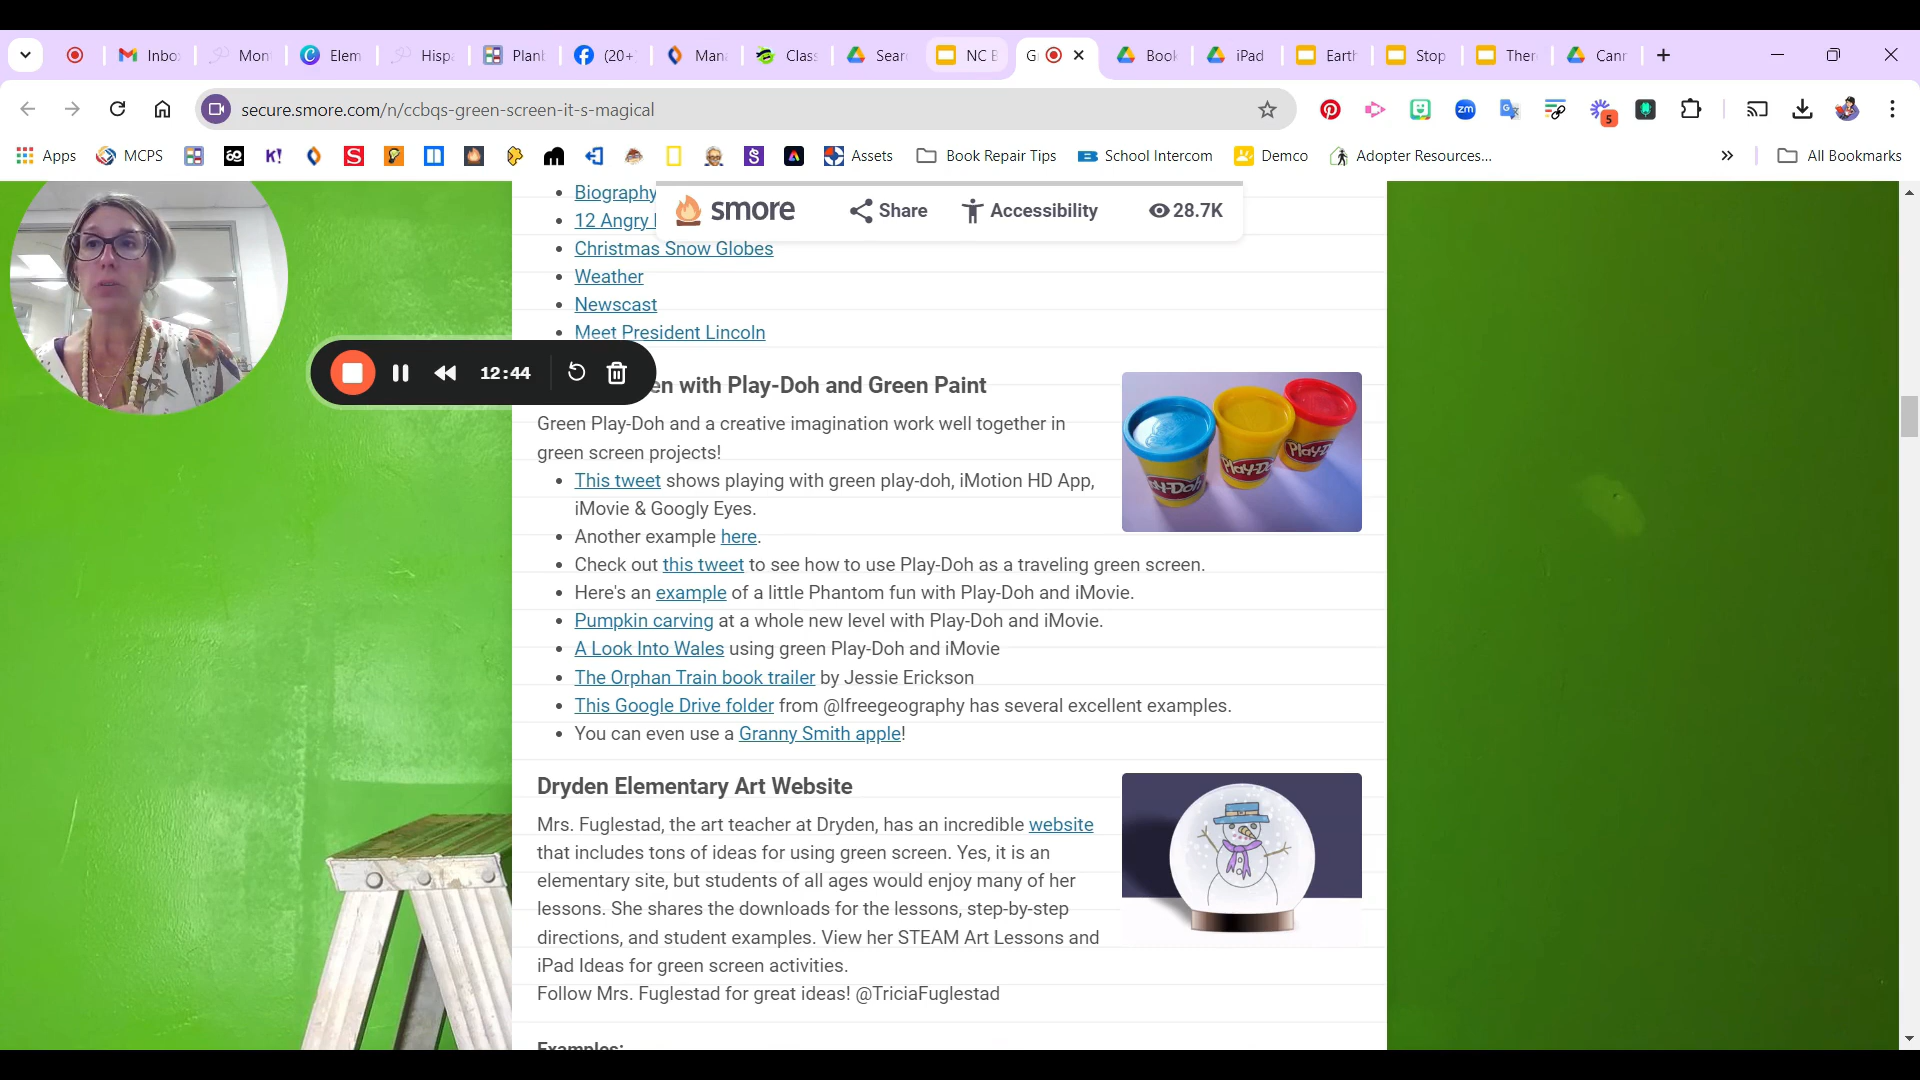 Inbo
Mon
Elem
Hisp
Planb
(20+
Mana
Class
Sear
NC B
G
Book
iPad
Earth
Stop
Ther
Cann
secure.smore.com/n/ccbqs-green-screen-it-s-magical
zm
5
Apps
MCPS
K!
S
Assets
Book Repair Tips
School Intercom
Demco
Adopter Resources...
All Bookmarks
Biography
smore
Share
Accessibility
28.7K
12 Angry
Christmas Snow Globes
Weather
Newscast
Meet President Lincoln
12:44
en with Play-Doh and Green Paint
Green Play-Doh and a creative imagination work well together in
green screen projects!
This tweet shows playing with green play-doh, iMotion HD App,
iMovie & Googly Eyes.
Another example here.
Check out this tweet to see how to use Play-Doh as a traveling green screen.
Here's an example of a little Phantom fun with Play-Doh and iMovie.
Pumpkin carving at a whole new level with Play-Doh and iMovie.
A Look Into Wales using green Play-Doh and iMovie
The Orphan Train book trailer by Jessie Erickson
This Google Drive folder from @lfreegeography has several excellent examples.
You can even use a Granny Smith apple!
Dryden Elementary Art Website
Mrs. Fuglestad, the art teacher at Dryden, has an incredible website
that includes tons of ideas for using green screen. Yes, it is an
elementary site, but students of all ages would enjoy many of her
lessons. She shares the downloads for the lessons, step-by-step
directions, and student examples. View her STEAM Art Lessons and
iPad Ideas for green screen activities.
Follow Mrs. Fuglestad for great ideas! @TriciaFuglestad
Examples: